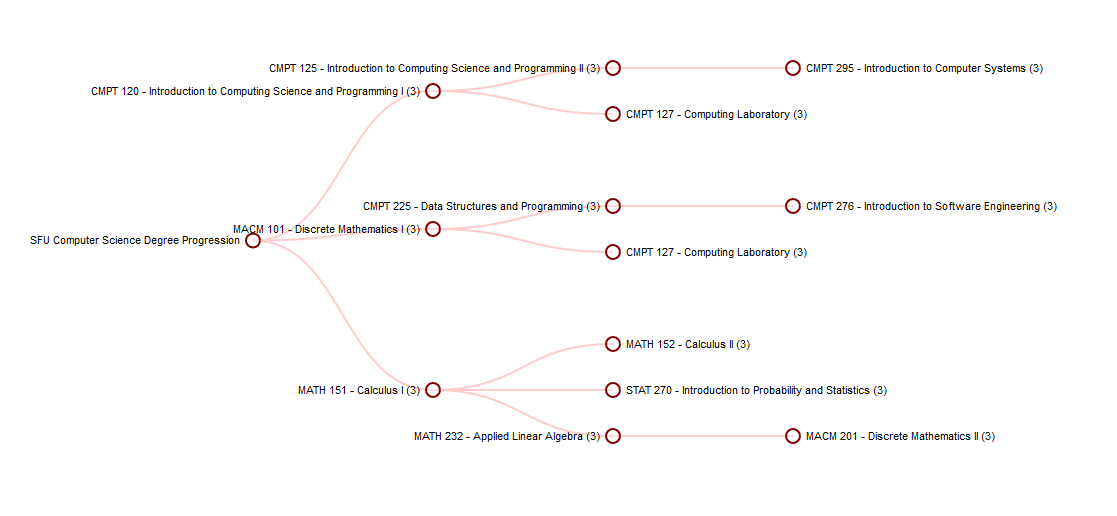 CMPT 125 - Introduction to Computing Science and Programming II (3)
CMPT 295 - Introduction to Computer Systems (3)
CMPT 120 - Introduction to Computing Science and Programming I (3)
CMPT 127 - Computing Laboratory (3)
CMPT 225 - Data Structures and Programming (3)
CMPT 276 - Introduction to Software Engineering (3)
MACM 101 - Discrete Mathematics I (3)
SFU Computer Science Degree Progression
CMPT 127 - Computing Laboratory (3)
MATH 152 - Calculus II (3)
MATH 151 - Calculus I (3)
STAT 270 - Introduction to Probability and Statistics (3)
MATH 232 - Applied Linear Algebra (3)
MACM 201 - Discrete Mathematics II (3)